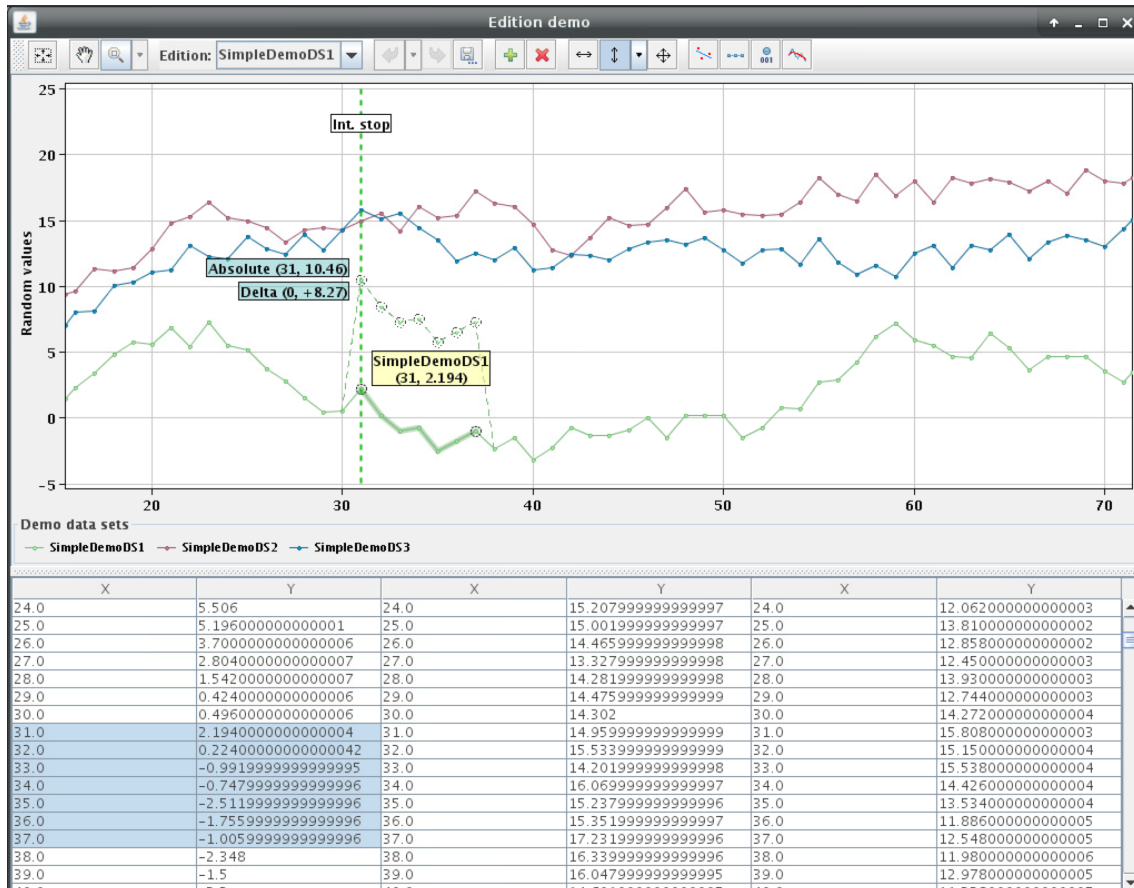 Edition demo
Edition: SimpleDemoDS1
001
25
20
15
10
5
0
−5
Random values
Int. stop
Absolute (31, 10.46)
Delta (0, +8.27)
SimpleDemoDS1
(31, 2.194)
20 30 40 50 60 70
Demo data sets
SimpleDemoDS1 SimpleDemoDS2 SimpleDemoDS3
X Y X Y X Y
24.0 5.506 24.0 15.207999999999997 24.0 12.062000000000003
25.0 5.196000000000001 25.0 15.001999999999997 25.0 13.810000000000002
26.0 3.7000000000000006 26.0 14.465999999999998 26.0 12.858000000000002
27.0 2.8040000000000007 27.0 13.327999999999998 27.0 12.450000000000003
28.0 1.5420000000000007 28.0 14.281999999999998 28.0 13.930000000000003
29.0 0.4240000000000006 29.0 14.475999999999999 29.0 12.744000000000003
30.0 0.4960000000000006 30.0 14.302 30.0 14.272000000000004
31.0 2.1940000000000004 31.0 14.959999999999999 31.0 15.808000000000003
32.0 0.22400000000000042 32.0 15.533999999999999 32.0 15.150000000000004
33.0 −0.9919999999999995 33.0 14.201999999999998 33.0 15.538000000000004
34.0 −0.7479999999999996 34.0 16.069999999999997 34.0 14.426000000000004
35.0 −2.5119999999999996 35.0 15.237999999999996 35.0 13.534000000000004
36.0 −1.7559999999999996 36.0 15.351999999999997 36.0 11.886000000000005
37.0 −1.0059999999999996 37.0 17.231999999999996 37.0 12.548000000000005
38.0 −2.348 38.0 16.339999999999996 38.0 11.980000000000006
39.0 −1.5 39.0 16.047999999999995 39.0 12.978000000000005